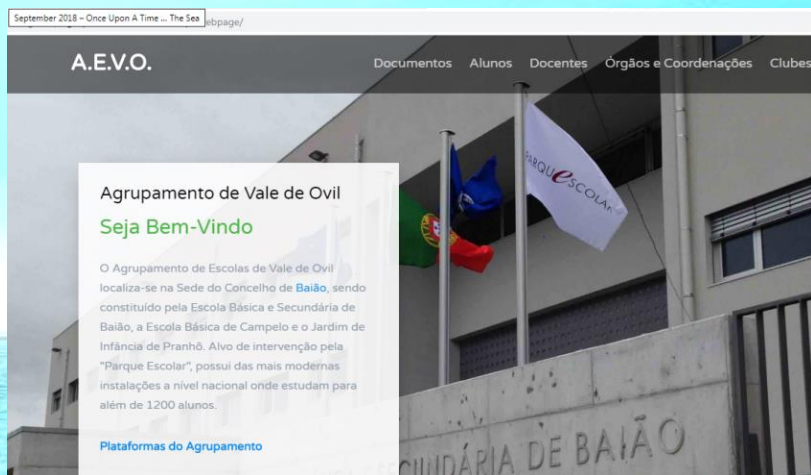 September 2018 – Once Upon A Time ... The Sea
ebpage/
A.E.V.O.
Documentos Alunos Docentes Órgãos e Coordenações Clubes
PARQUESCOLAR
Agrupamento de Vale de Ovil
Seja Bem-Vindo
O Agrupamento de Escolas de Vale de Ovil
localiza-se na Sede do Concelho de Baião, sendo
constituído pela Escola Básica e Secundária de
Baião, a Escola Básica de Campelo e o Jardim de
Infância de Pranhô. Alvo de intervenção pela
"Parque Escolar", possui das mais modernas
instalações a nível nacional onde estudam para
além de 1200 alunos.
Plataformas do Agrupamento
CUNDÁRIA DE BAIÃO